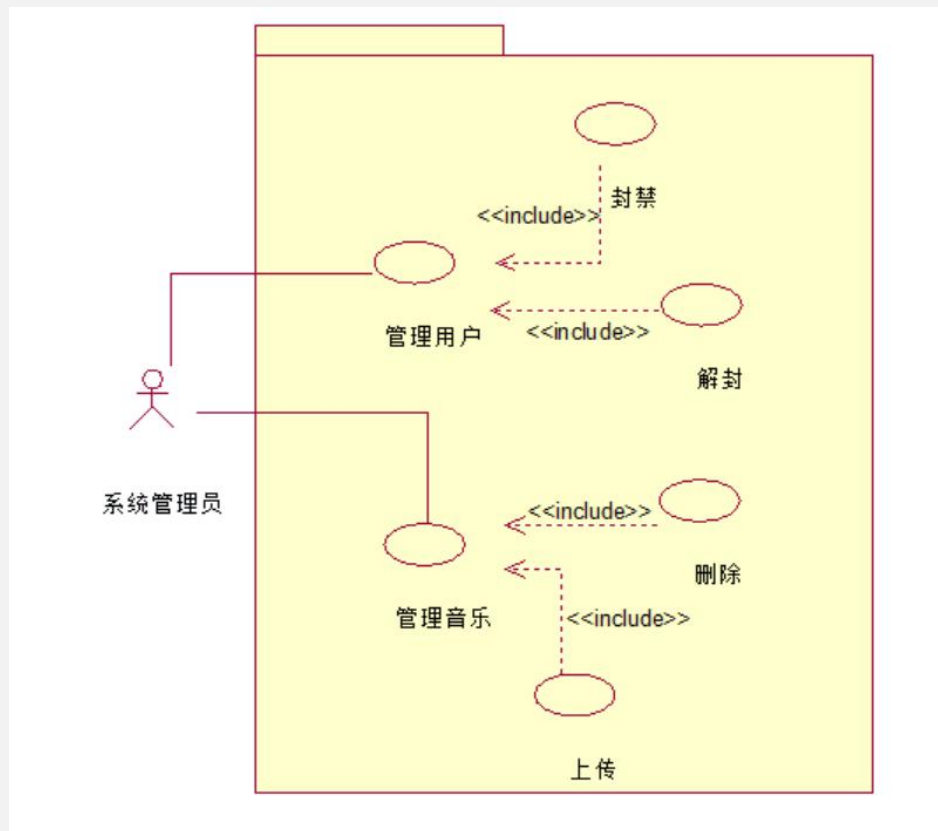 封禁
<<include>>
管理用户
<<include>>
解封
系统管理员
<<include>>
删除
管理音乐
<<include>>
上传